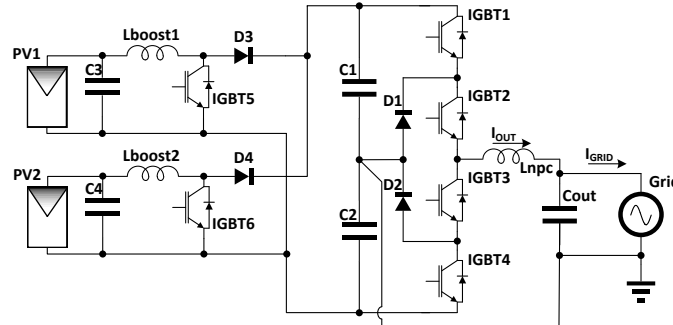 PV1
Lboost1
D3
C3
IGBT5
PV2
Lboost2
D4
C4
IGBT6
C1
C2
D1
D2
IGBT1
IGBT2
IGBT3
IGBT4
IOUT
Lnpc
IGRID
Cout
Grid